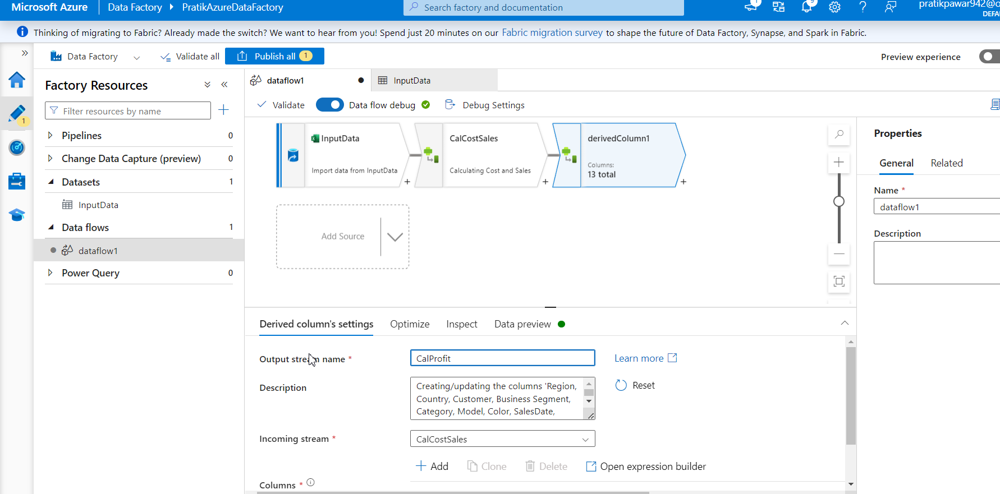 Microsoft Azure
Data Factory
PratikAzureDataFactory
Search factory and documentation
1
9
pratikpawar942@o
DEFAU
Thinking of migrating to Fabric? Already made the switch? We want to hear from you! Spend just 20 minutes on our Fabric migration survey to shape the future of Data Factory, Synapse, and Spark in Fabric.
Data Factory
Validate all
Publish all 1
Preview experience
1
Factory Resources
Filter resources by name
Pipelines 0
Change Data Capture (preview) 0
Datasets 1
InputData
Data flows 1
dataflow1
Power Query 0
dataflow1
InputData
Validate
Data flow debug
Debug Settings
InputData
Import data from InputData
+
CalCostSales
Calculating Cost and Sales
+
derivedColumn1
Columns:
13 total
+
Add Source
Properties
General
Related
Name *
dataflow1
Description
Derived column's settings
Optimize
Inspect
Data preview
Output stream name *
CalProfit
Learn more
Description
Creating/updating the columns 'Region,
Country, Customer, Business Segment,
Category, Model, Color, SalesDate,
Reset
Incoming stream *
CalCostSales
Add
Clone
Delete
Open expression builder
Columns *